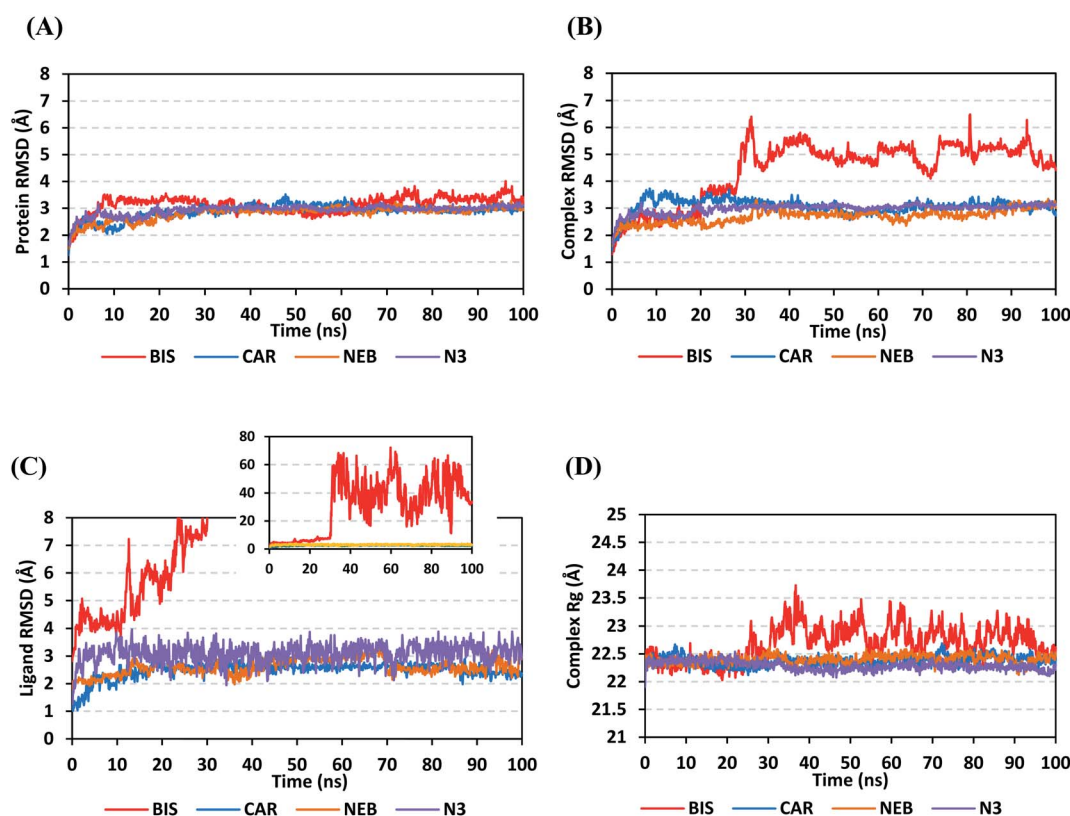 (A)
8
7
6
5
4
3
2
1
0
Protein RMSD (Å)
0 10 20 30 40 50 60 70 80 90 100
Time (ns)
BIS CAR NEB N3
(B)
8
7
6
5
4
3
2
1
0
Complex RMSD (Å)
0 10 20 30 40 50 60 70 80 90 100
Time (ns)
BIS CAR NEB N3
(C)
80
60
40
20
0
0 20 40 60 80 100
8
7
6
5
4
3
2
1
0
Ligand RMSD (Å)
0 10 20 30 40 50 60 70 80 90 100
Time (ns)
BIS CAR NEB N3
(D)
25
24.5
24
23.5
23
22.5
22
21.5
21
Complex Rg (Å)
0 10 20 30 40 50 60 70 80 90 100
Time (ns)
BIS CAR NEB N3